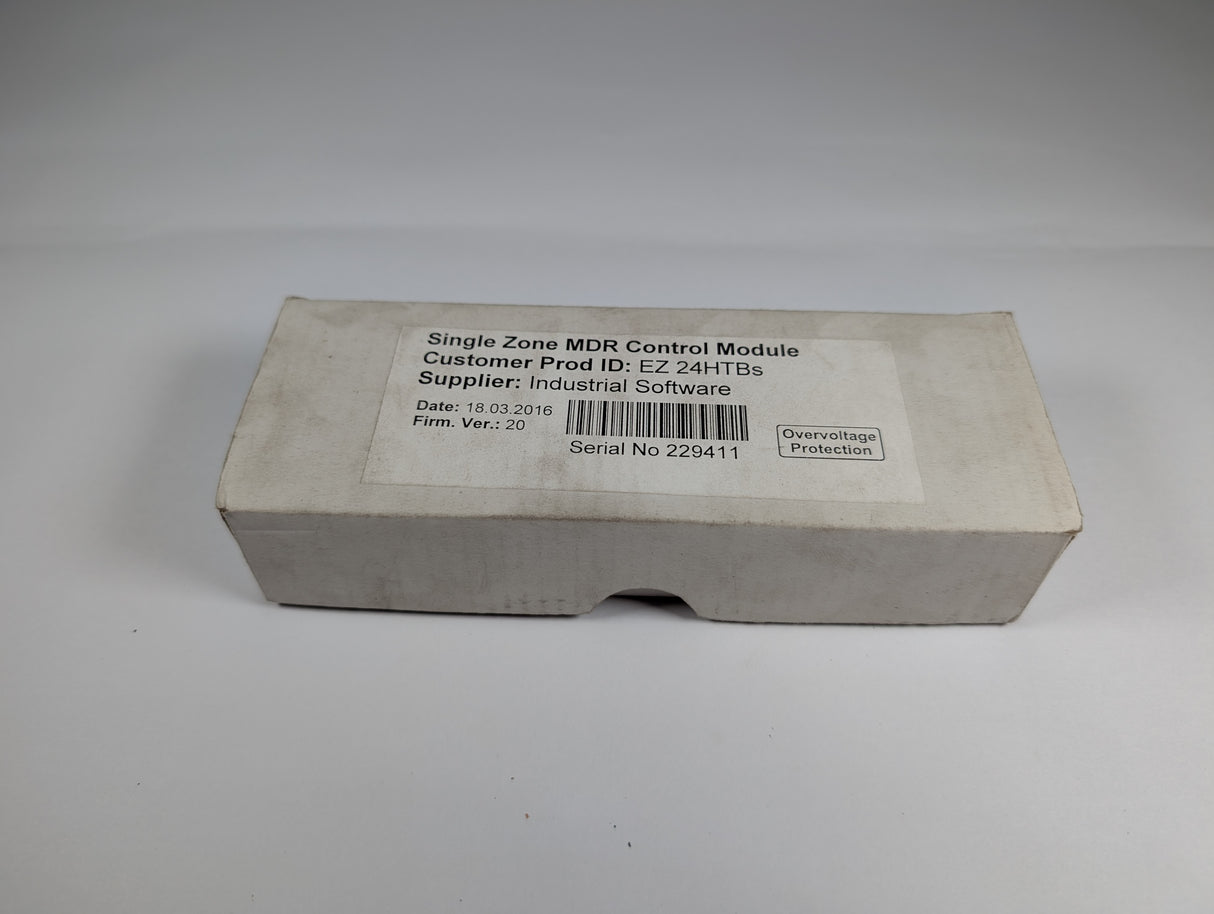 Single Zone MDR Control Module
Customer Prod ID: EZ 24HTBs
Supplier: Industrial Software
Date: 18.03.2016
Firm. Ver.: 20
Serial No 229411
Overvoltage
Protection